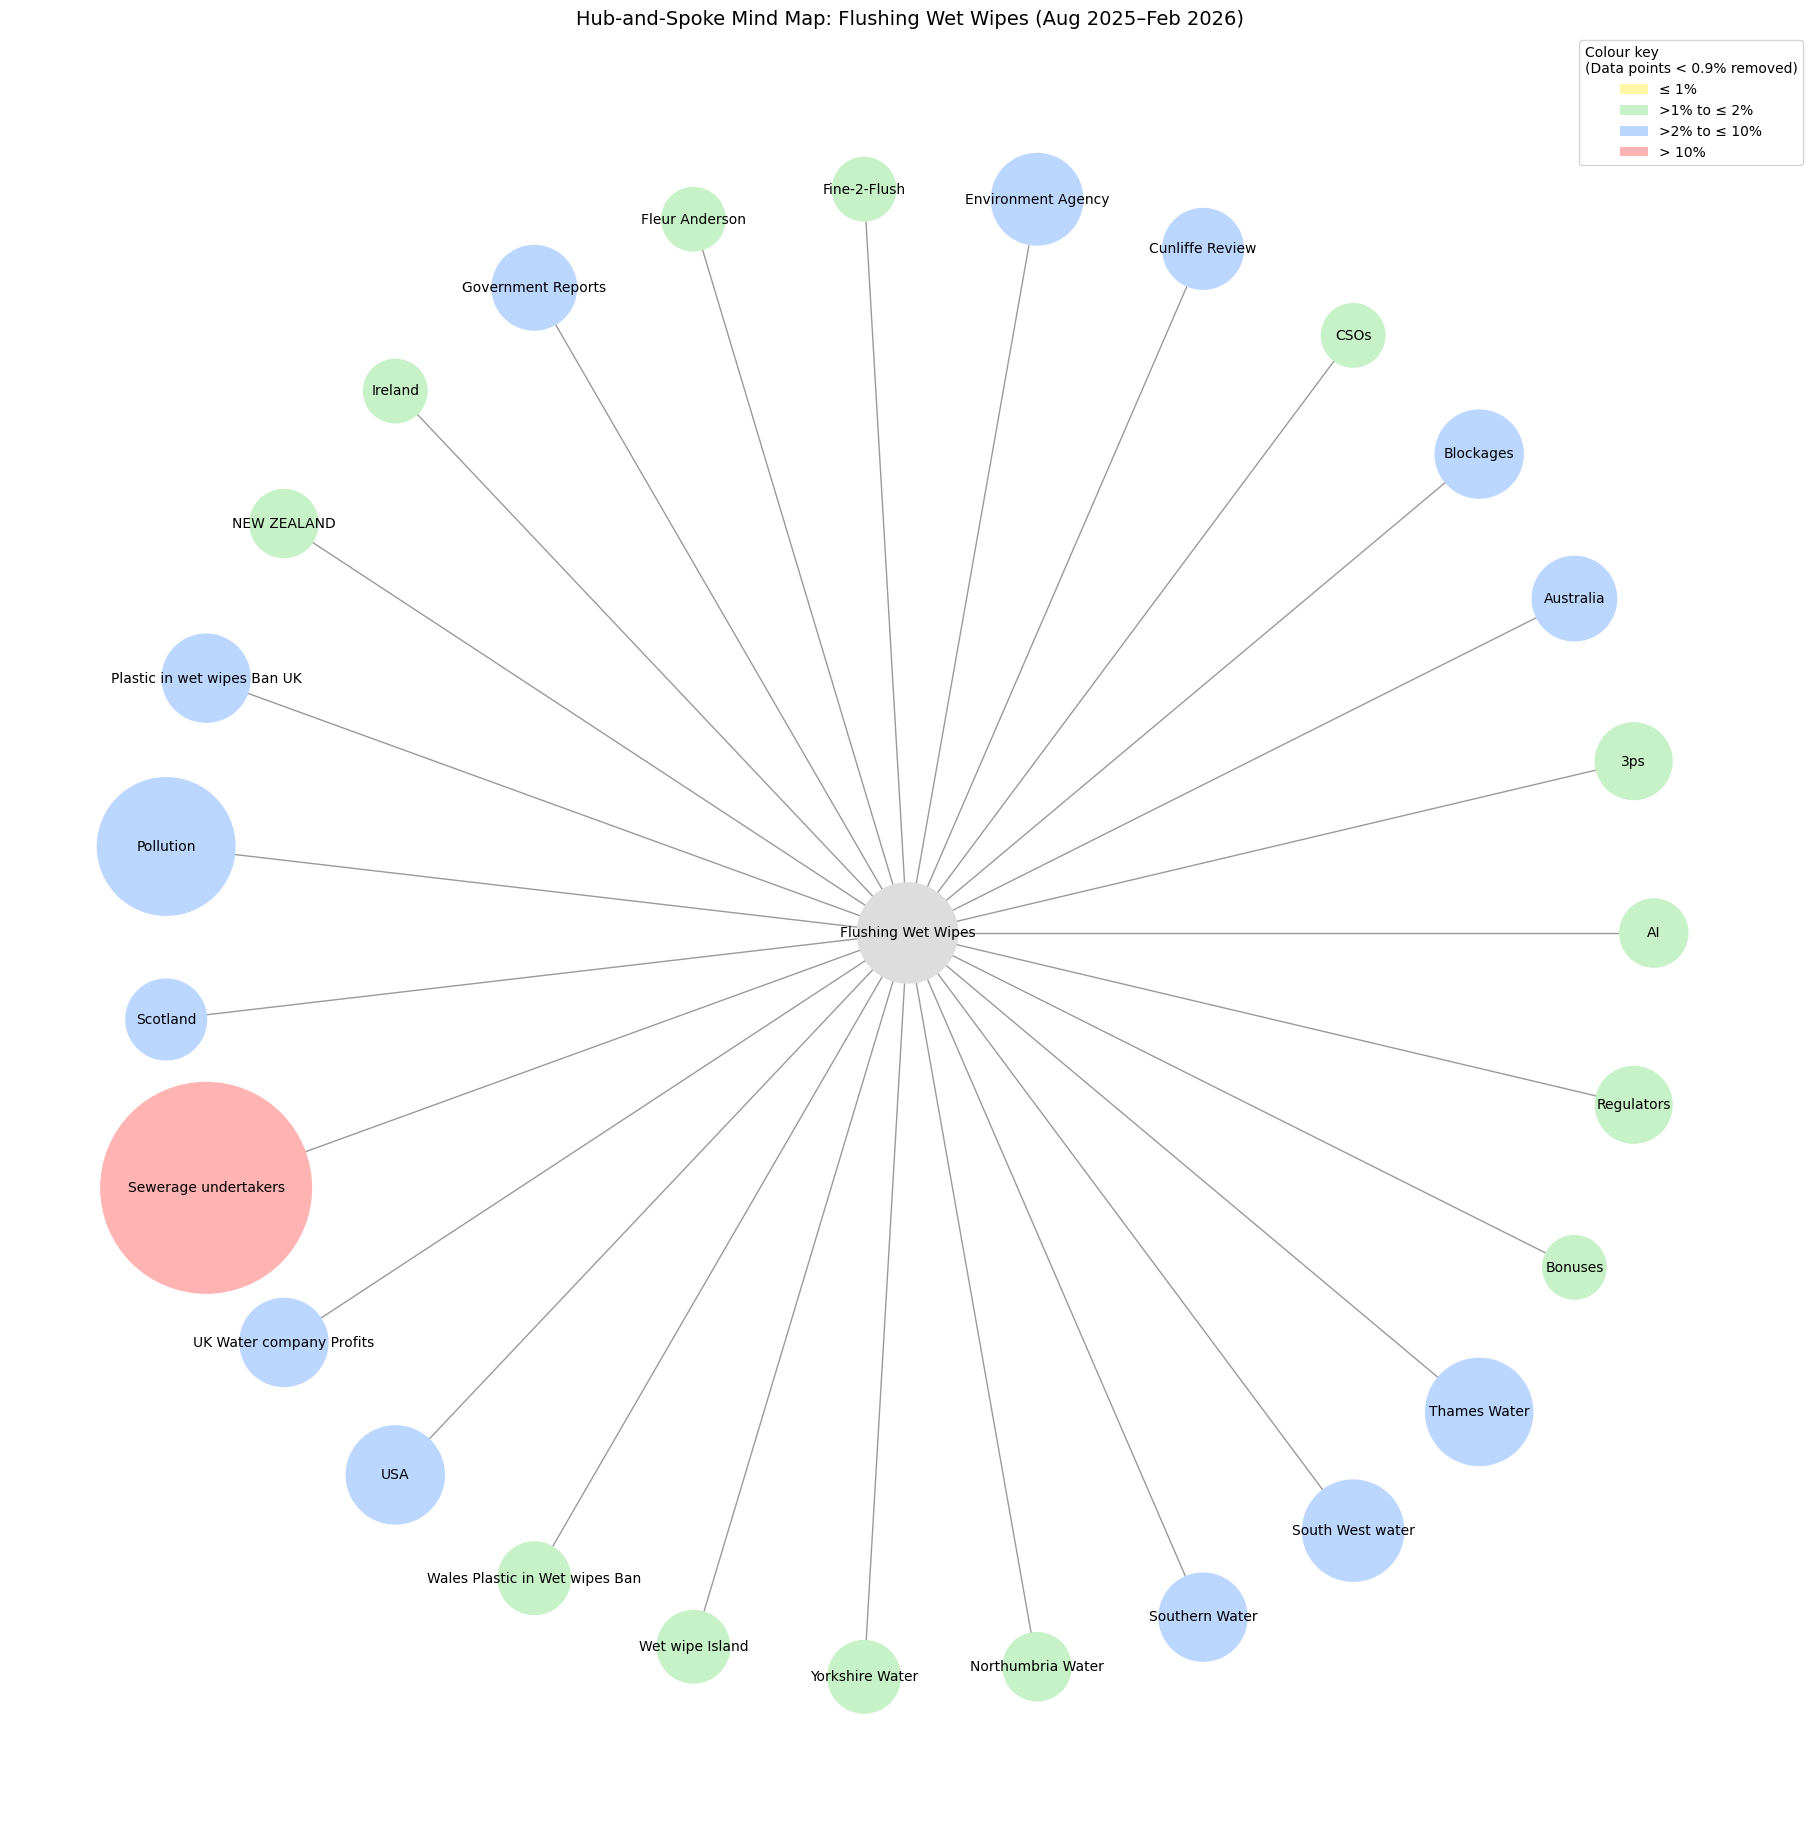 Hub-and-Spoke Mind Map: Flushing Wet Wipes (Aug 2025–Feb 2026)
Colour key
(Data points < 0.9% removed)
≤ 1%
>1% to ≤ 2%
>2% to ≤ 10%
> 10%
Fine-2-Flush
Environment Agency
Fleur Anderson
Cunliffe Review
Government Reports
CSOs
Ireland
Blockages
NEW ZEALAND
Australia
Plastic in wet wipes Ban UK
3ps
Pollution
Flushing Wet Wipes
AI
Scotland
Regulators
Sewerage undertakers
Bonuses
UK Water company Profits
Thames Water
USA
South West water
Wales Plastic in Wet wipes Ban
Southern Water
Wet wipe Island
Northumbria Water
Yorkshire Water